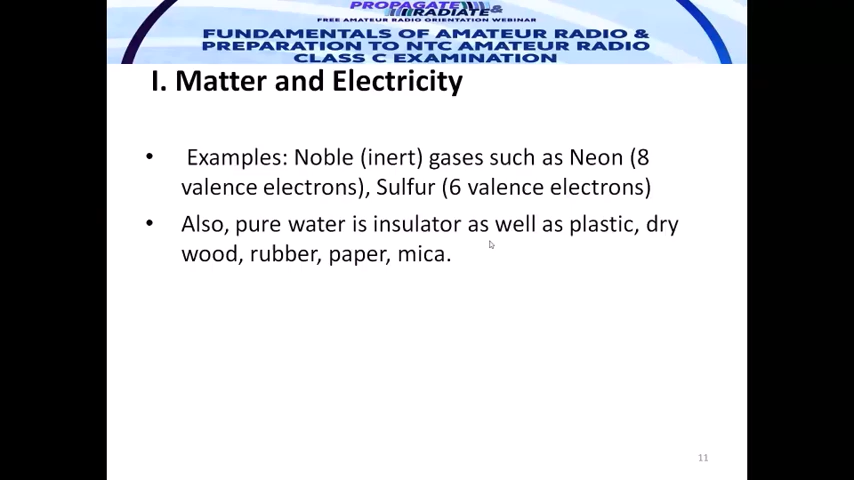 PROPAGATE
& RADIATE
FREE AMATEUR RADIO ORIENTATION WEBINAR
FUNDAMENTALS OF AMATEUR RADIO &
PREPARATION TO NTC AMATEUR RADIO
CLASS C EXAMINATION
I. Matter and Electricity
• Examples: Noble (inert) gases such as Neon (8
valence electrons), Sulfur (6 valence electrons)
• Also, pure water is insulator as well as plastic, dry
wood, rubber, paper, mica.
11